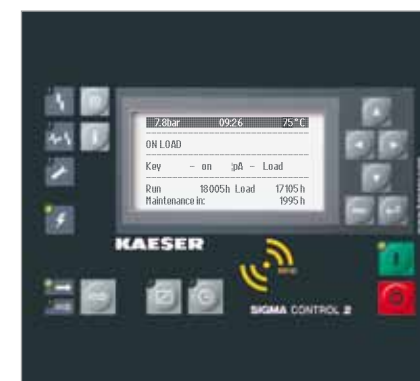 7.8bar 09:26 75°C
ON LOAD
Key - on :pA - Load
Run 18005h Load 17105h
Maintenance in: 1995h
KAESER
SIGMA CONTROL 2